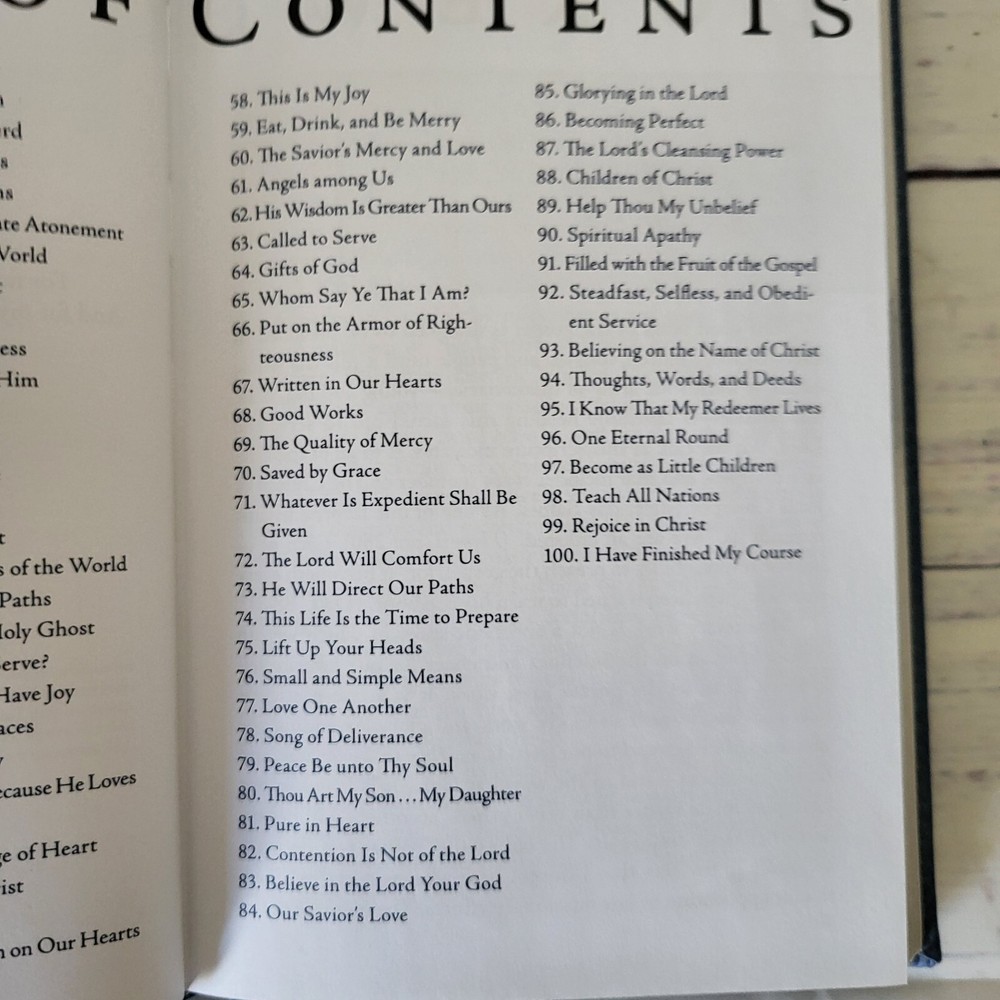 OF CONTENTS
rd
s
ns
Atonement
World
ess
Him
t
s of the World
Paths
Holy Ghost
Serve?
Have Joy
y
Because He Loves
of Heart
rist
on Our Hearts
58. This Is My Joy
59. Eat, Drink, and Be Merry
60. The Savior's Mercy and Love
61. Angels among Us
62. His Wisdom Is Greater Than Ours
63. Called to Serve
64. Gifts of God
65. Whom Say Ye That I Am?
66. Put on the Armor of Righ-
teousness
67. Written in Our Hearts
68. Good Works
69. The Quality of Mercy
70. Saved by Grace
71. Whatever Is Expedient Shall Be
Given
72. The Lord Will Comfort Us
73. He Will Direct Our Paths
74. This Life Is the Time to Prepare
75. Lift Up Your Heads
76. Small and Simple Means
77. Love One Another
78. Song of Deliverance
79. Peace Be unto Thy Soul
80. Thou Art My Son...My Daughter
81. Pure in Heart
82. Contention Is Not of the Lord
83. Believe in the Lord Your God
84. Our Savior's Love
85. Glorying in the Lord
86. Becoming Perfect
87. The Lord's Cleansing Power
88. Children of Christ
89. Help Thou My Unbelief
90. Spiritual Apathy
91. Filled with the Fruit of the Gospel
92. Steadfast, Selfless, and Obedi-
ent Service
93. Believing on the Name of Christ
94. Thoughts, Words, and Deeds
95. I Know That My Redeemer Lives
96. One Eternal Round
97. Become as Little Children
98. Teach All Nations
99. Rejoice in Christ
100. I Have Finished My Course